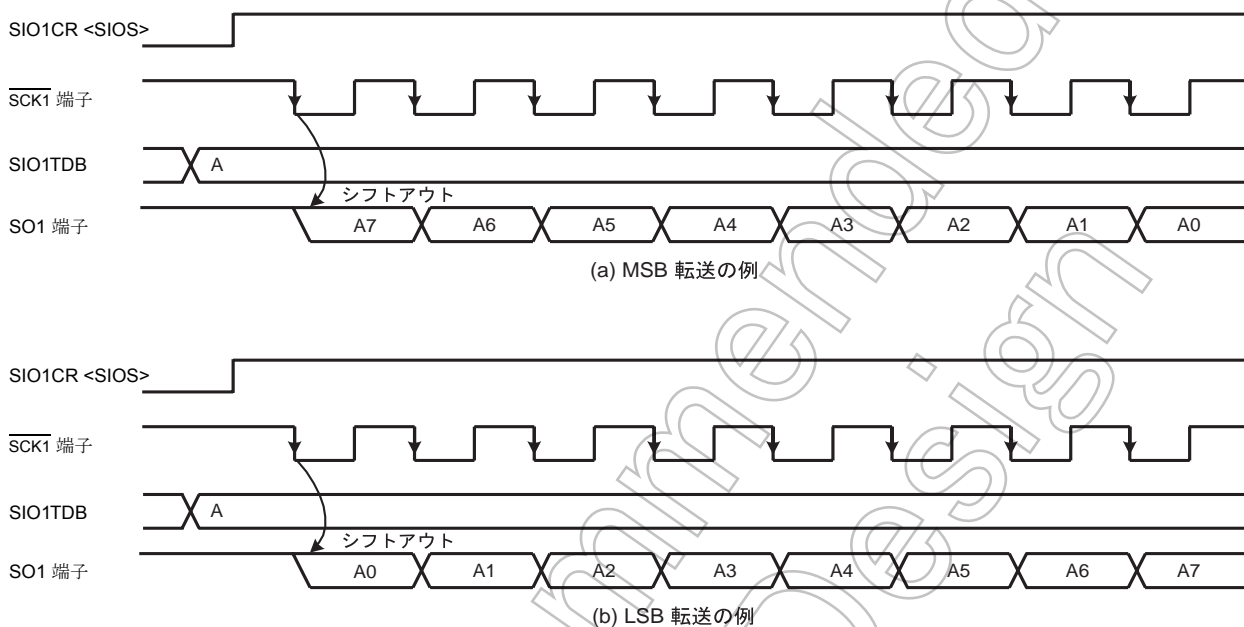 SIO1CR <SIOS>
SCK1 端子
SIO1TDB
A
シフトアウト
SO1 端子
A7 A6 A5 A4 A3 A2 A1 A0
(a) MSB 転送の例
SIO1CR <SIOS>
SCK1 端子
SIO1TDB
A
シフトアウト
SO1 端子
A0 A1 A2 A3 A4 A5 A6 A7
(b) LSB 転送の例
mmended
Design